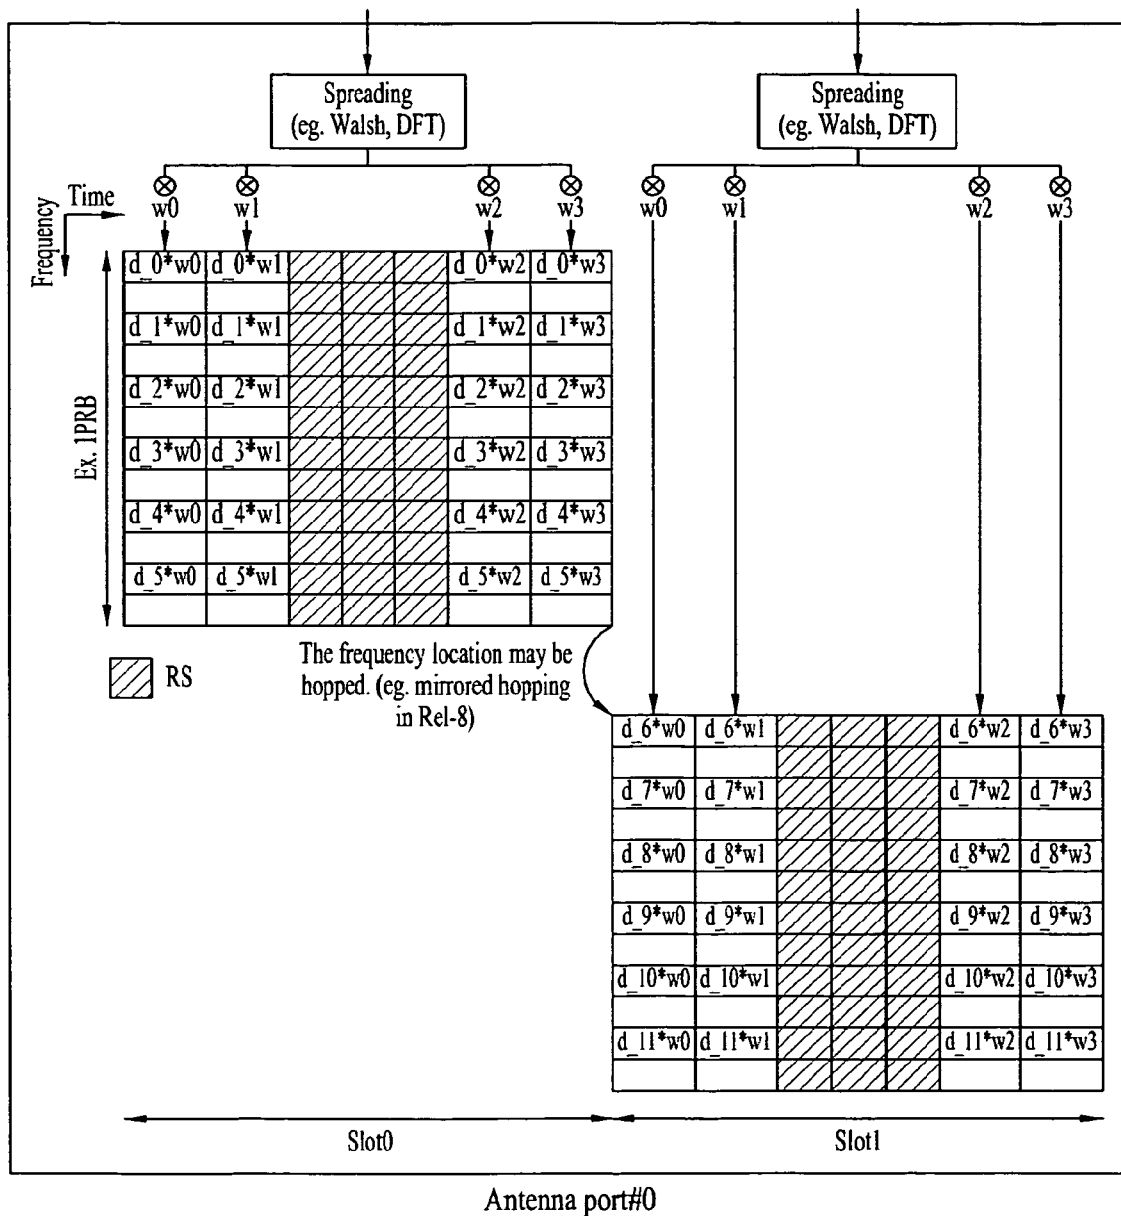 Spreading
(eg. Walsh, DFT)
Spreading
(eg. Walsh, DFT)
Time
Frequency
w0 w1 w2 w3
w0 w1 w2 w3
Ex. 1PRB
d_0*w0 d_0*w1 d_0*w2 d_0*w3
d_1*w0 d_1*w1 d_1*w2 d_1*w3
d_2*w0 d_2*w1 d_2*w2 d_2*w3
d_3*w0 d_3*w1 d_3*w2 d_3*w3
d_4*w0 d_4*w1 d_4*w2 d_4*w3
d_5*w0 d_5*w1 d_5*w2 d_5*w3
RS
The frequency location may be
hopped. (eg. mirrored hopping
in Rel-8)
d_6*w0 d_6*w1 d_6*w2 d_6*w3
d_7*w0 d_7*w1 d_7*w2 d_7*w3
d_8*w0 d_8*w1 d_8*w2 d_8*w3
d_9*w0 d_9*w1 d_9*w2 d_9*w3
d_10*w0 d_10*w1 d_10*w2 d_10*w3
d_11*w0 d_11*w1 d_11*w2 d_11*w3
Slot0
Slot1
Antenna port#0